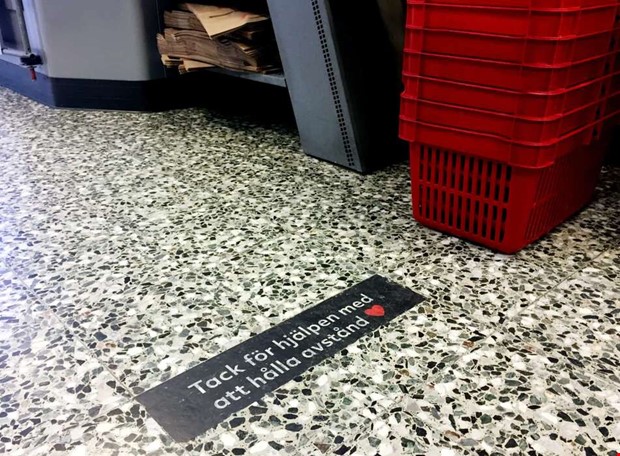 Tack för hjälpen med
att hålla avstånd ❤